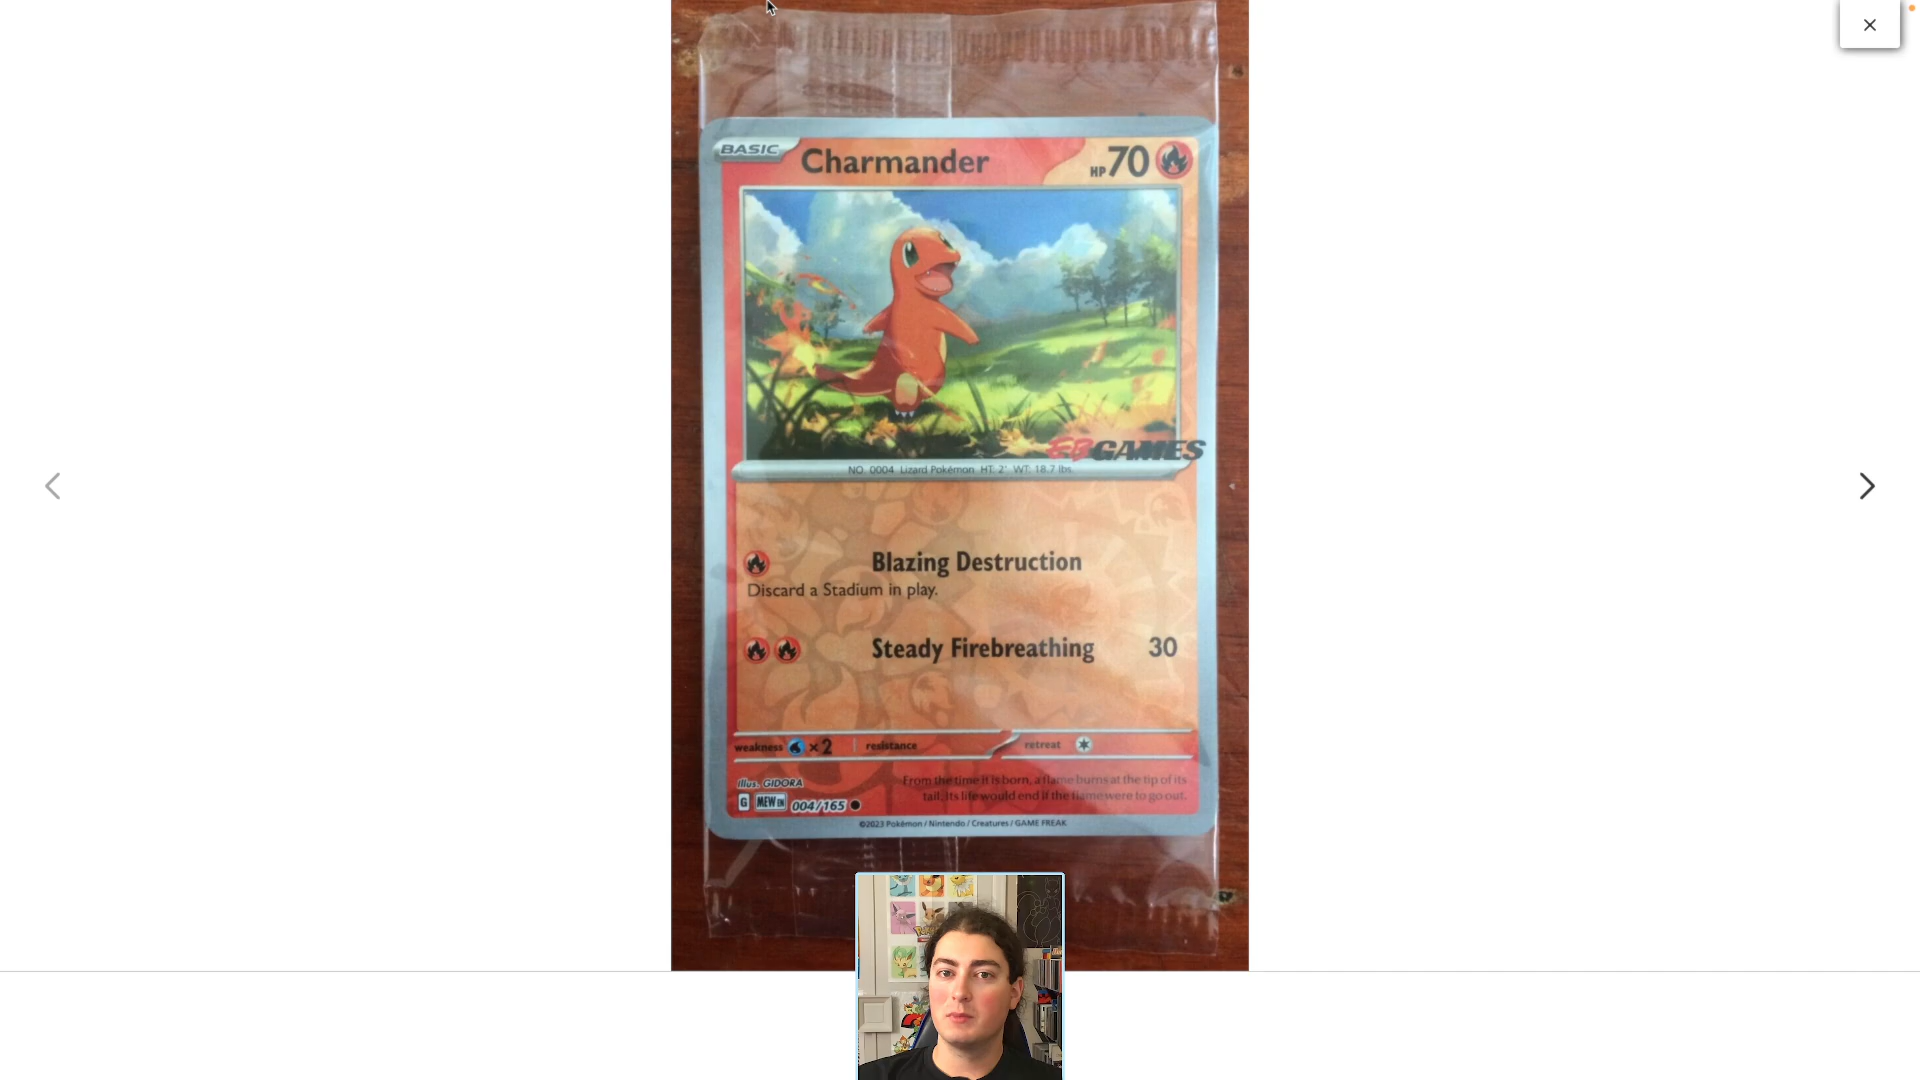 BASIC
Charmander
HP 70
EB GAMES
NO. 0004 Lizard Pokémon HT: 2' WT: 18.7 lbs.
Blazing Destruction
Discard a Stadium in play.
Steady Firebreathing 30
weakness ×2 resistance retreat
Illus. GIDORA
From the time it is born, a flame burns at the tip of its
tail. Its life would end if the flame were to go out.
G MEW EN 004/165
©2023 Pokémon / Nintendo / Creatures / GAME FREAK